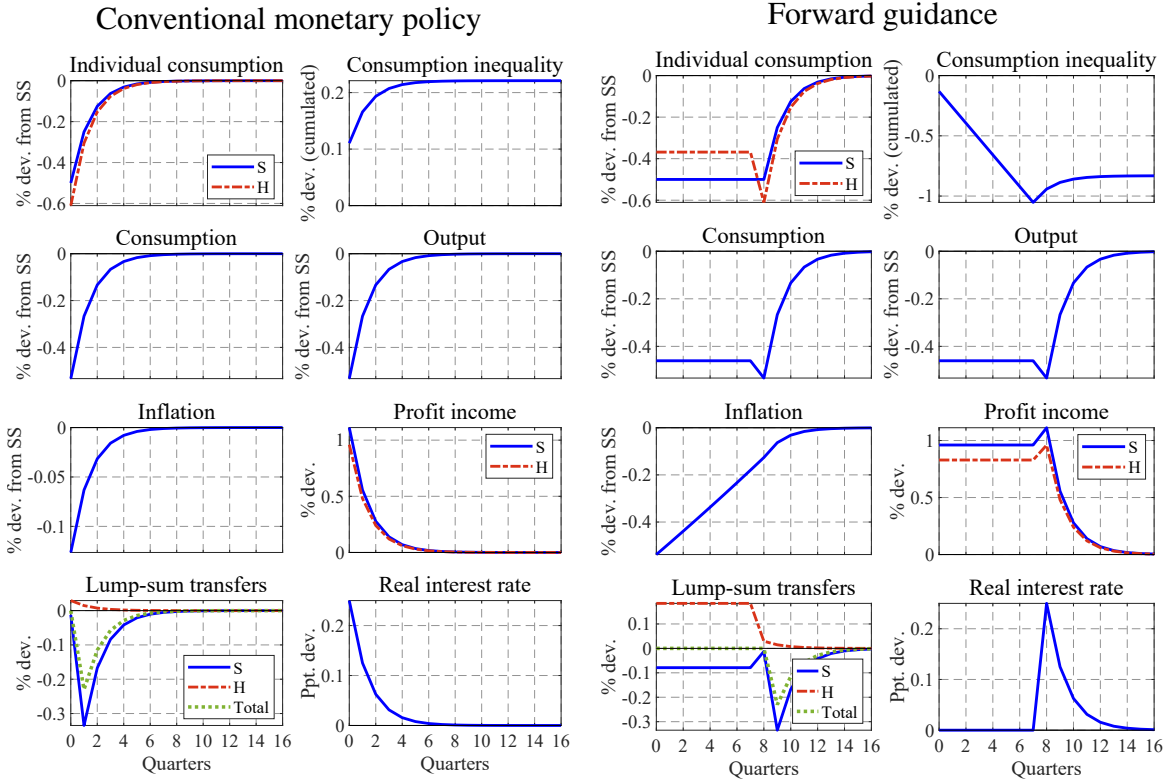 Conventional monetary policy
Forward guidance
Individual consumption
% dev. from SS
0
-0.2
-0.4
-0.6
S
H
Consumption inequality
% dev. (cumulated)
0.2
0.1
0
Individual consumption
% dev. from SS
0
-0.2
-0.4
-0.6
S
H
Consumption inequality
% dev. (cumulated)
0
-0.5
-1
Consumption
% dev. from SS
0
-0.2
-0.4
Output
% dev. from SS
0
-0.2
-0.4
Consumption
% dev. from SS
0
-0.2
-0.4
Output
% dev. from SS
0
-0.2
-0.4
Inflation
% dev. from SS
0
-0.05
-0.1
Profit income
% dev.
1
0.5
0
S
H
Inflation
% dev. from SS
0
-0.2
-0.4
Profit income
% dev.
1
0.5
0
S
H
Lump-sum transfers
% dev.
0
-0.1
-0.2
-0.3
S
H
Total
0 2 4 6 8 10 12 14 16
Quarters
Real interest rate
Ppt. dev.
0.2
0.1
0
0 2 4 6 8 10 12 14 16
Quarters
Lump-sum transfers
% dev.
0.1
0
-0.1
-0.2
-0.3
S
H
Total
0 2 4 6 8 10 12 14 16
Quarters
Real interest rate
Ppt. dev.
0.2
0.1
0
0 2 4 6 8 10 12 14 16
Quarters